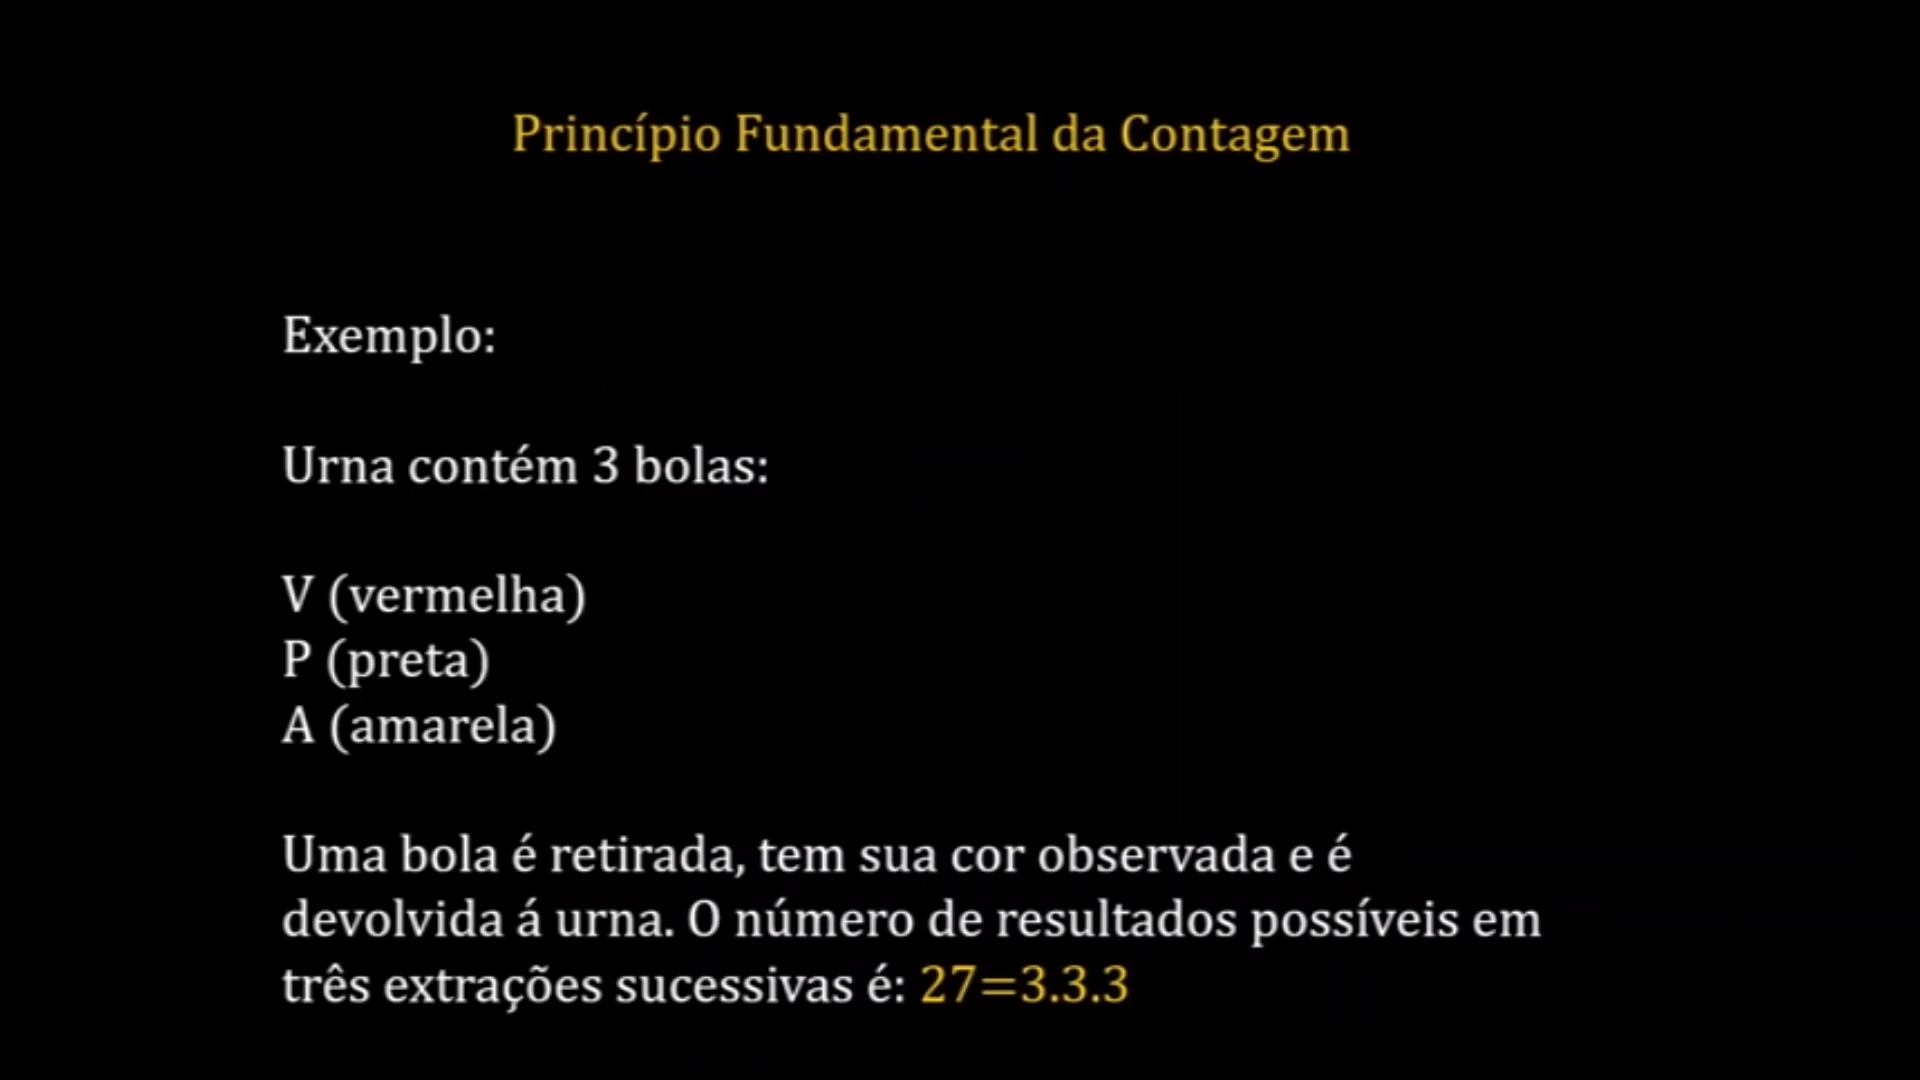 Princípio Fundamental da Contagem
Exemplo:
Urna contém 3 bolas:
V (vermelha)
P (preta)
A (amarela)
Uma bola é retirada, tem sua cor observada e é
devolvida á urna. O número de resultados possíveis em
três extrações sucessivas é: 27=3.3.3